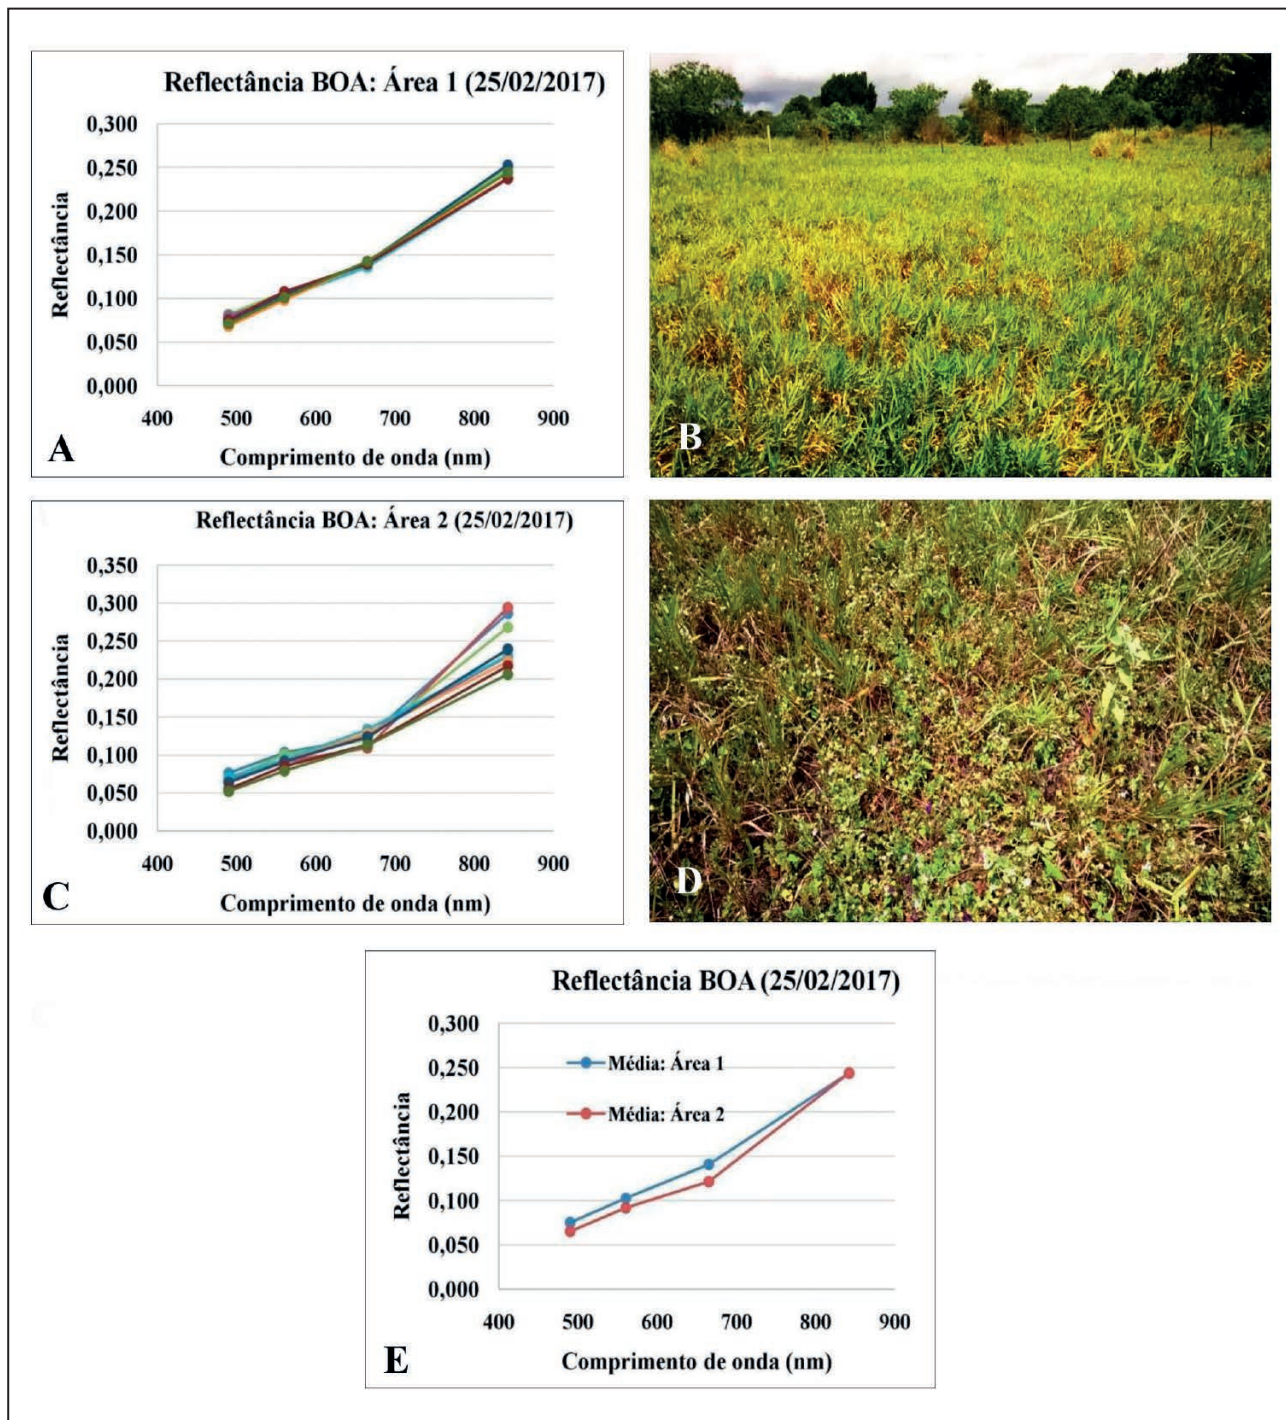 Reflectância BOA: Área 1 (25/02/2017)
0,300
0,250
0,200
0,150
0,100
0,050
0,000
Reflectância
400 500 600 700 800 900
Comprimento de onda (nm)
A
B
Reflectância BOA: Área 2 (25/02/2017)
0,350
0,300
0,250
0,200
0,150
0,100
0,050
0,000
Reflectância
400 500 600 700 800 900
Comprimento de onda (nm)
C
D
Reflectância BOA (25/02/2017)
0,300
0,250
0,200
0,150
0,100
0,050
0,000
Reflectância
Média: Área 1
Média: Área 2
400 500 600 700 800 900
Comprimento de onda (nm)
E